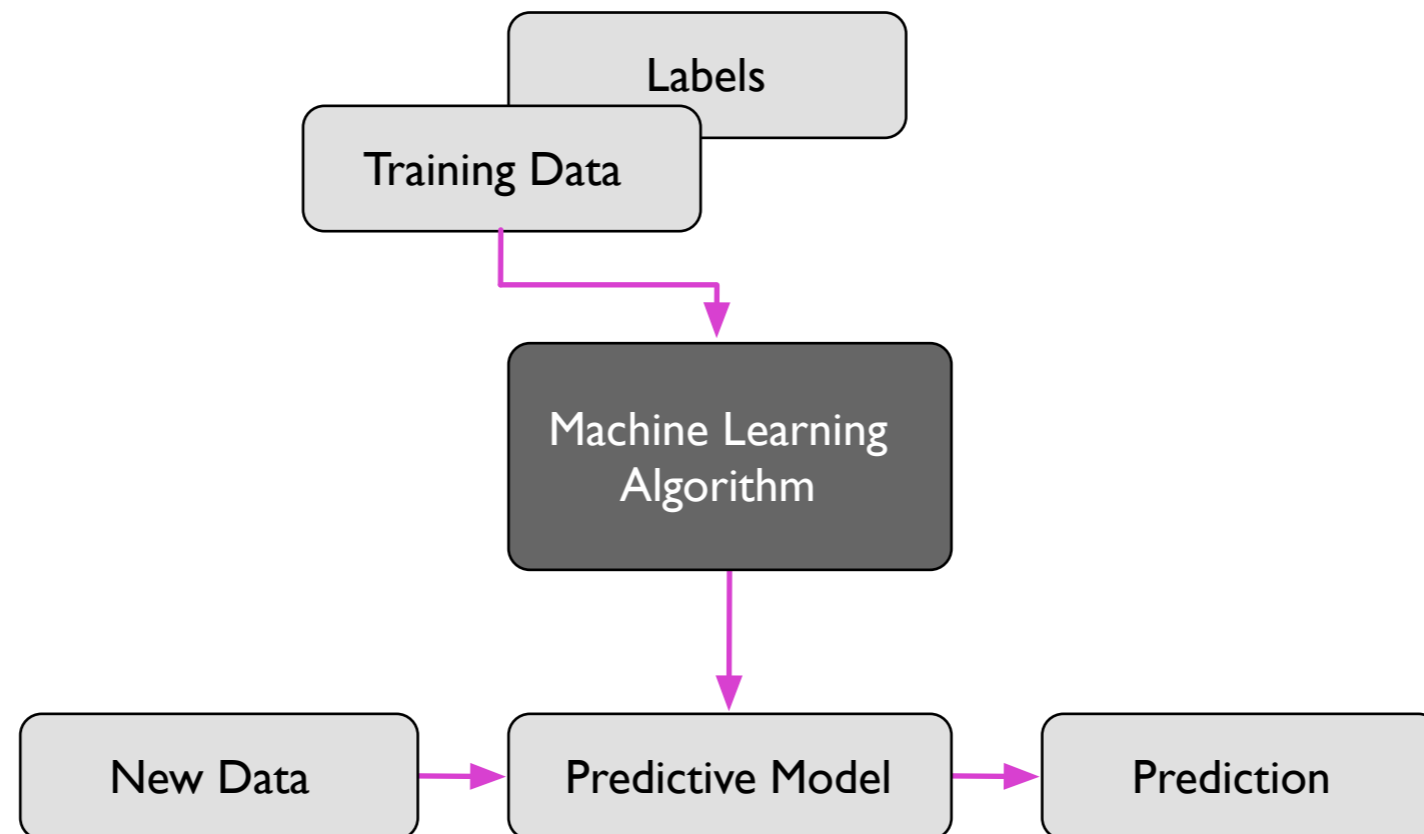 Labels
Training Data
Machine Learning
Algorithm
New Data
Predictive Model
Prediction